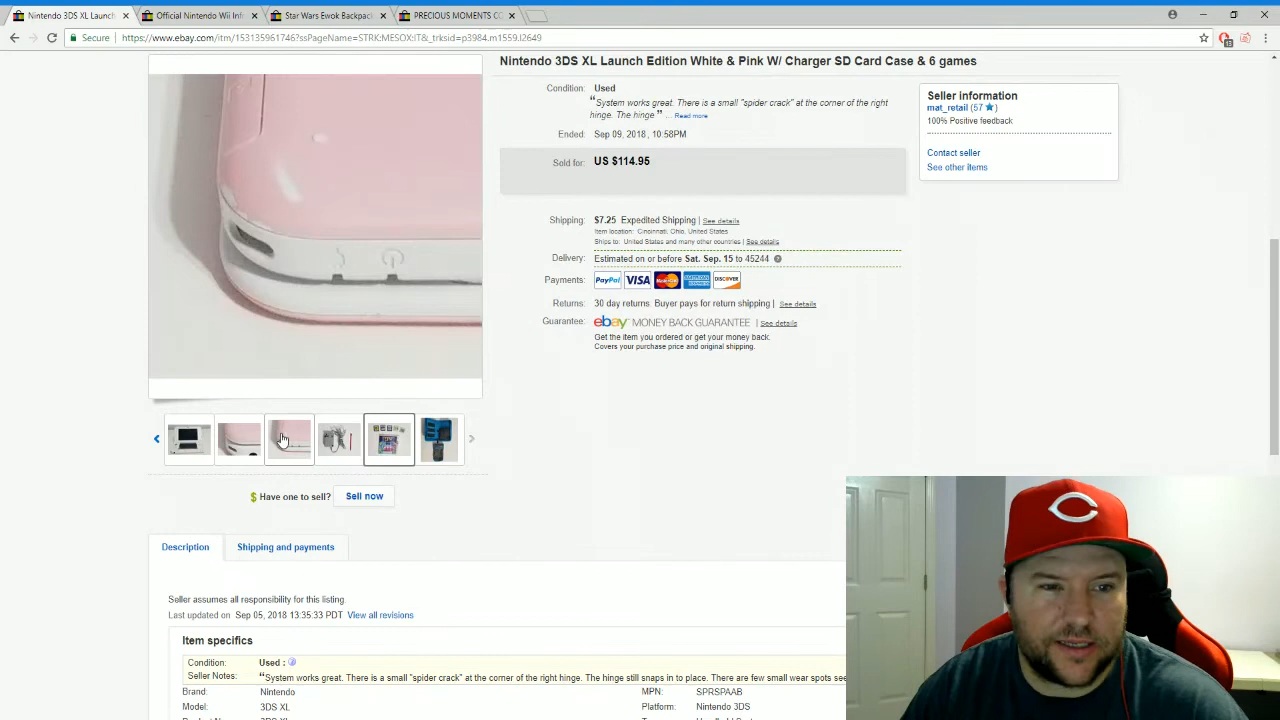 Nintendo 3DS XL Launch
Official Nintendo Wii Infr
Star Wars Ewok Backpack
PRECIOUS MOMENTS CO
Secure
https://www.ebay.com/itm/153135961746?ssPageName=STRK:MESOX:IT&_trksid=p3984.m1559.l2649
Nintendo 3DS XL Launch Edition White & Pink W/ Charger SD Card Case & 6 games
Condition: Used
“System works great. There is a small "spider crack" at the corner of the right
hinge. The hinge ” ... Read more
Ended: Sep 09, 2018 , 10:58PM
Sold for: US $114.95
Shipping: $7.25 Expedited Shipping | See details
Item location: Cincinnati, Ohio, United States
Ships to: United States and many other countries | See details
Delivery: Estimated on or before Sat. Sep. 15 to 45244
Payments: PayPal VISA MasterCard AMERICAN EXPRESS DISCOVER
Returns: 30 day returns. Buyer pays for return shipping | See details
Guarantee: ebay MONEY BACK GUARANTEE | See details
Get the item you ordered or get your money back.
Covers your purchase price and original shipping.
Seller information
mat_retail (57 )
100% Positive feedback
Contact seller
See other items
$ Have one to sell? Sell now
Description
Shipping and payments
Seller assumes all responsibility for this listing.
Last updated on Sep 05, 2018 13:35:33 PDT View all revisions
Item specifics
Condition: Used :
Seller Notes: “System works great. There is a small "spider crack" at the corner of the right hinge. The hinge still snaps in to place. There are few small wear spots see
Brand: Nintendo MPN: SPRSPAAB
Model: 3DS XL Platform: Nintendo 3DS